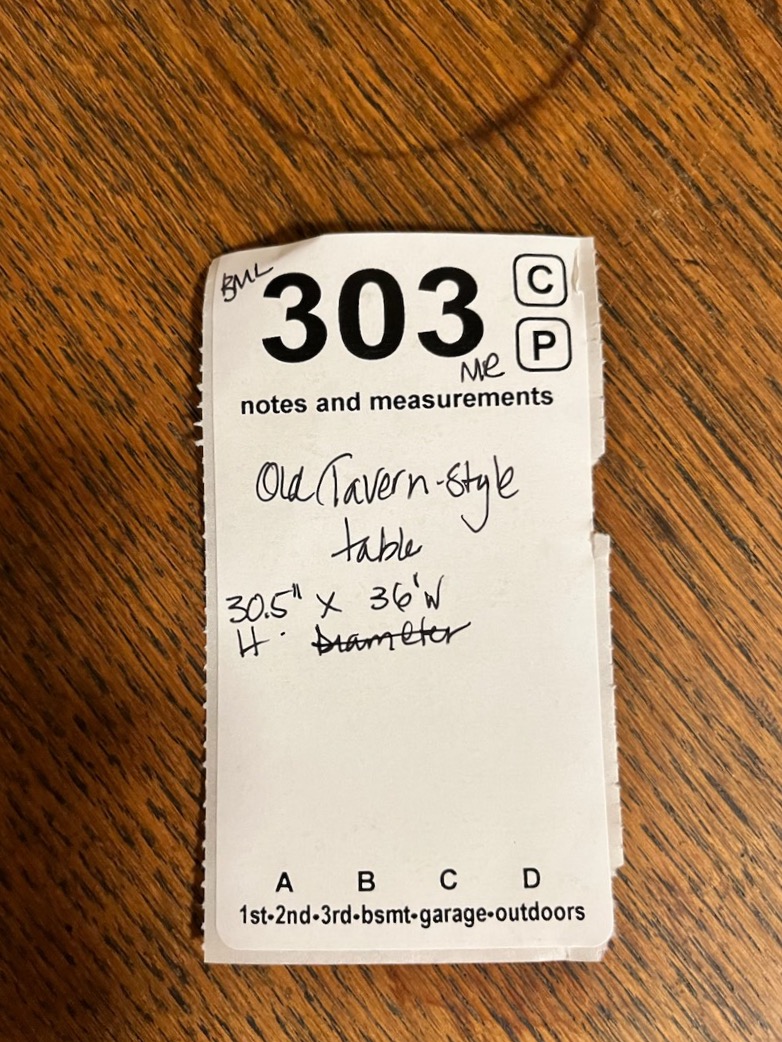 BML
303
C
P
MR
notes and measurements
Old Tavern-Style
table
30.5" X 36'W
H. Diameter
A B C D
1st•2nd•3rd•bsmt•garage•outdoors